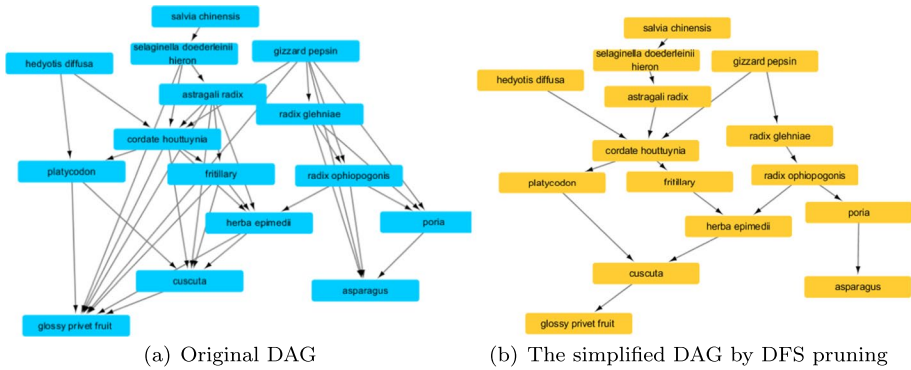 salvia chinensis
selaginella doederleinii
hieron
hedyotis diffusa
gizzard pepsin
astragali radix
radix glehniae
cordate houttuynia
platycodon
fritillary
radix ophiopogonis
herba epimedii
poria
cuscuta
asparagus
glossy privet fruit
(a) Original DAG
salvia chinensis
selaginella doederleinii
hieron
gizzard pepsin
hedyotis diffusa
astragali radix
radix glehniae
cordate houttuynia
platycodon
fritillary
radix ophiopogonis
poria
herba epimedii
cuscuta
asparagus
glossy privet fruit
(b) The simplified DAG by DFS pruning